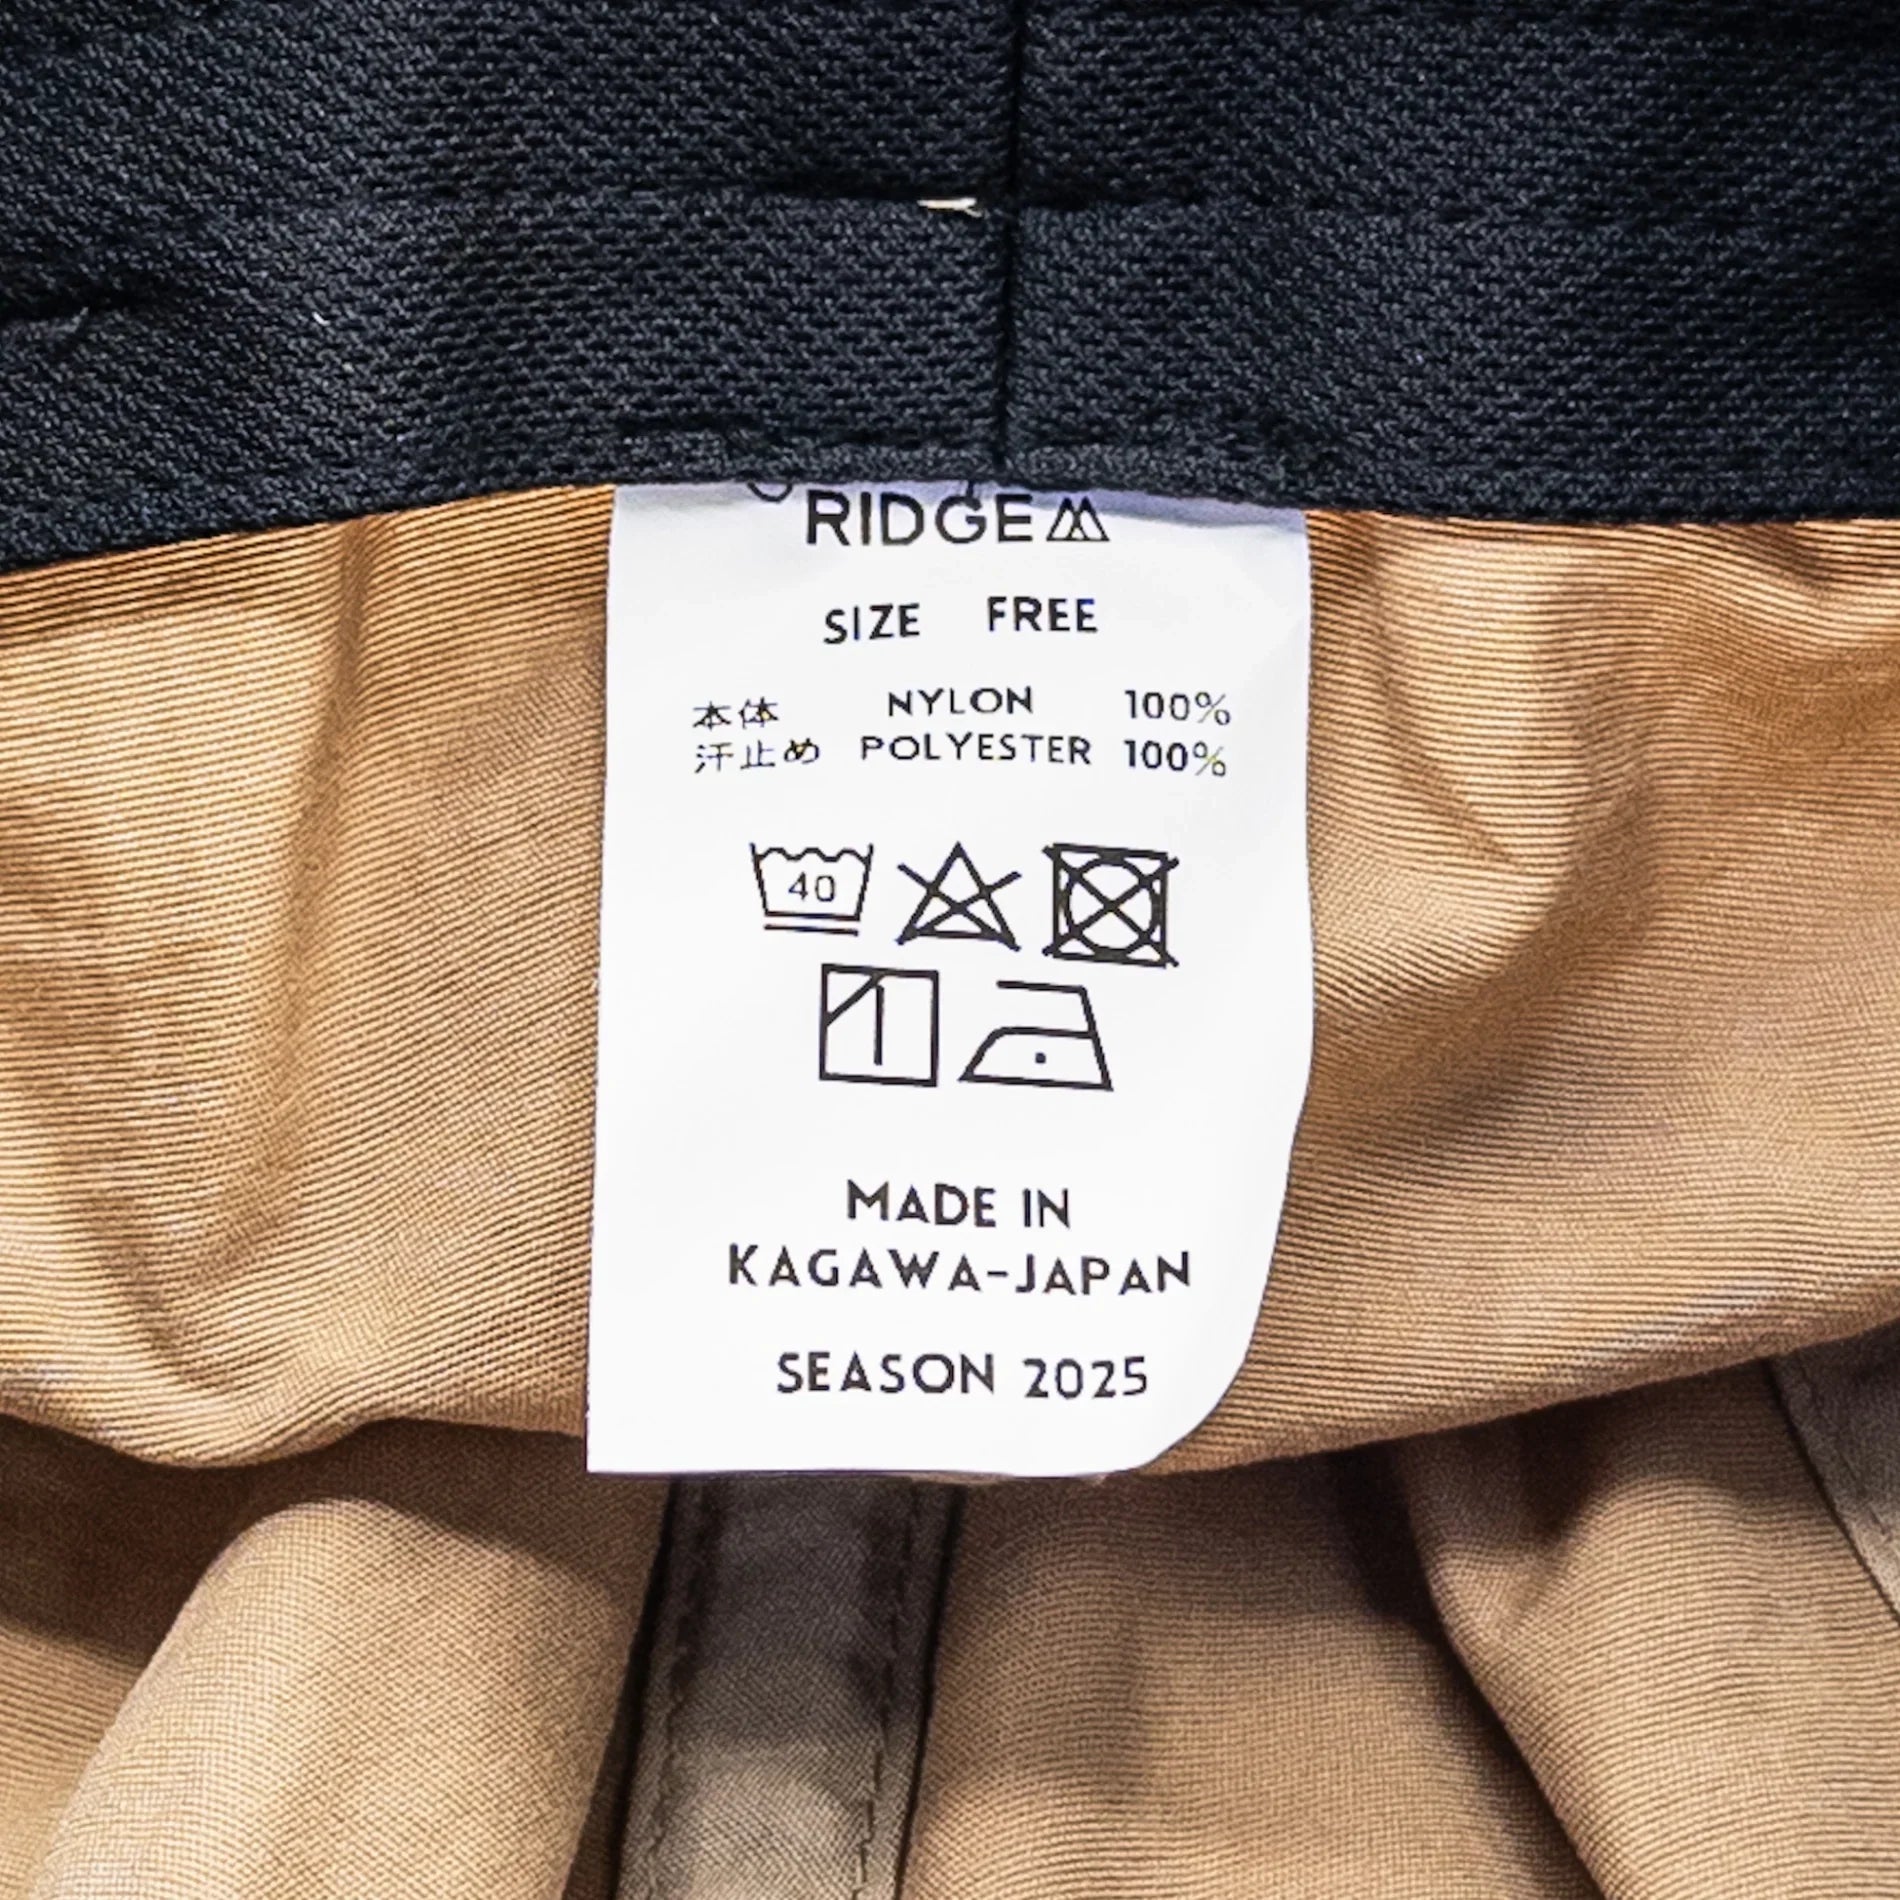 RIDGE
SIZE FREE
本体 NYLON 100%
汗止め POLYESTER 100%
40
MADE IN
KAGAWA-JAPAN
SEASON 2025